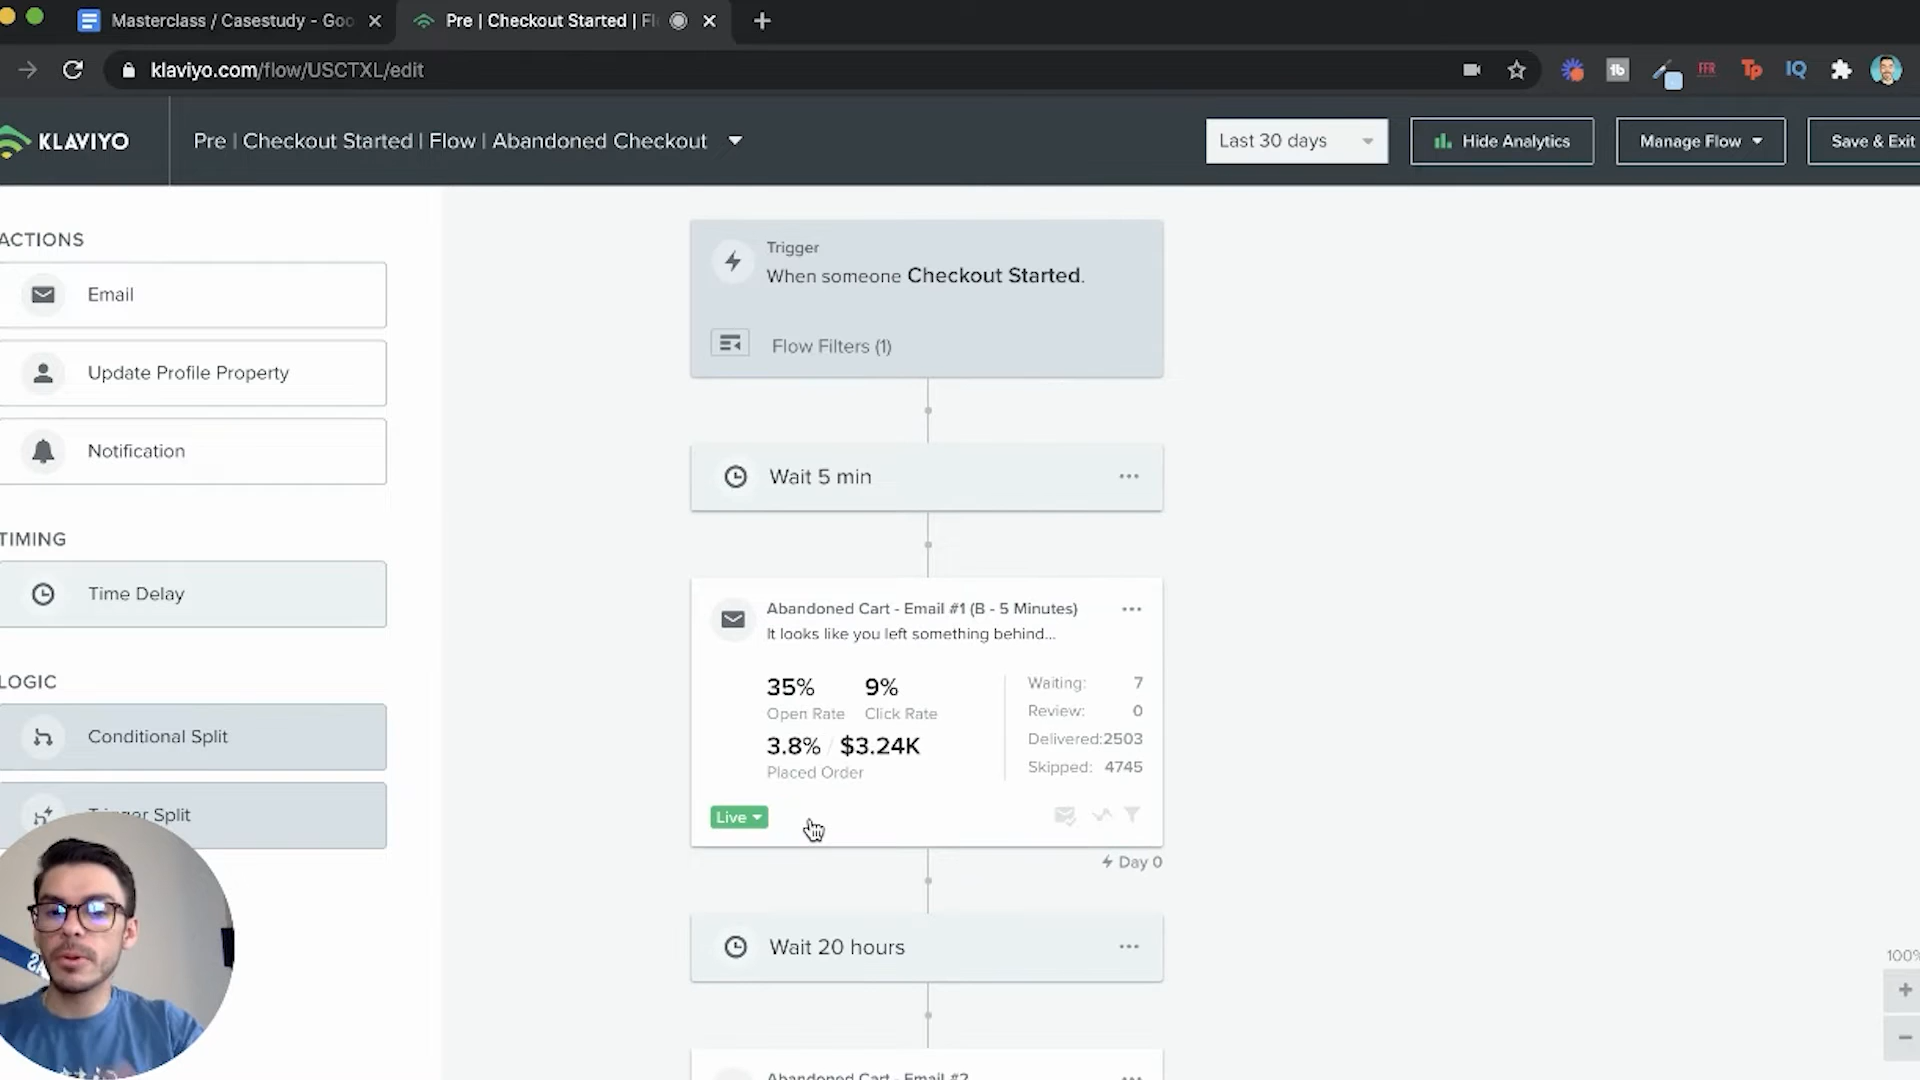 Masterclass / Casestudy - Goo
Pre | Checkout Started | Fl
klaviyo.com/flow/USCTXL/edit
tb
FFR
Tp
IQ
KLAVIYO
Pre | Checkout Started | Flow | Abandoned Checkout
Last 30 days
Hide Analytics
Manage Flow
Save & Exit
ACTIONS
Email
Update Profile Property
Notification
TIMING
Time Delay
LOGIC
Conditional Split
Trigger Split
Trigger
When someone Checkout Started.
Flow Filters (1)
Wait 5 min
Abandoned Cart - Email #1 (B - 5 Minutes)
It looks like you left something behind...
35%
9%
Open Rate
Click Rate
3.8% / $3.24K
Placed Order
Waiting: 7
Review: 0
Delivered: 2503
Skipped: 4745
Live
Day 0
Wait 20 hours
Abandoned Cart - Email #2
100%